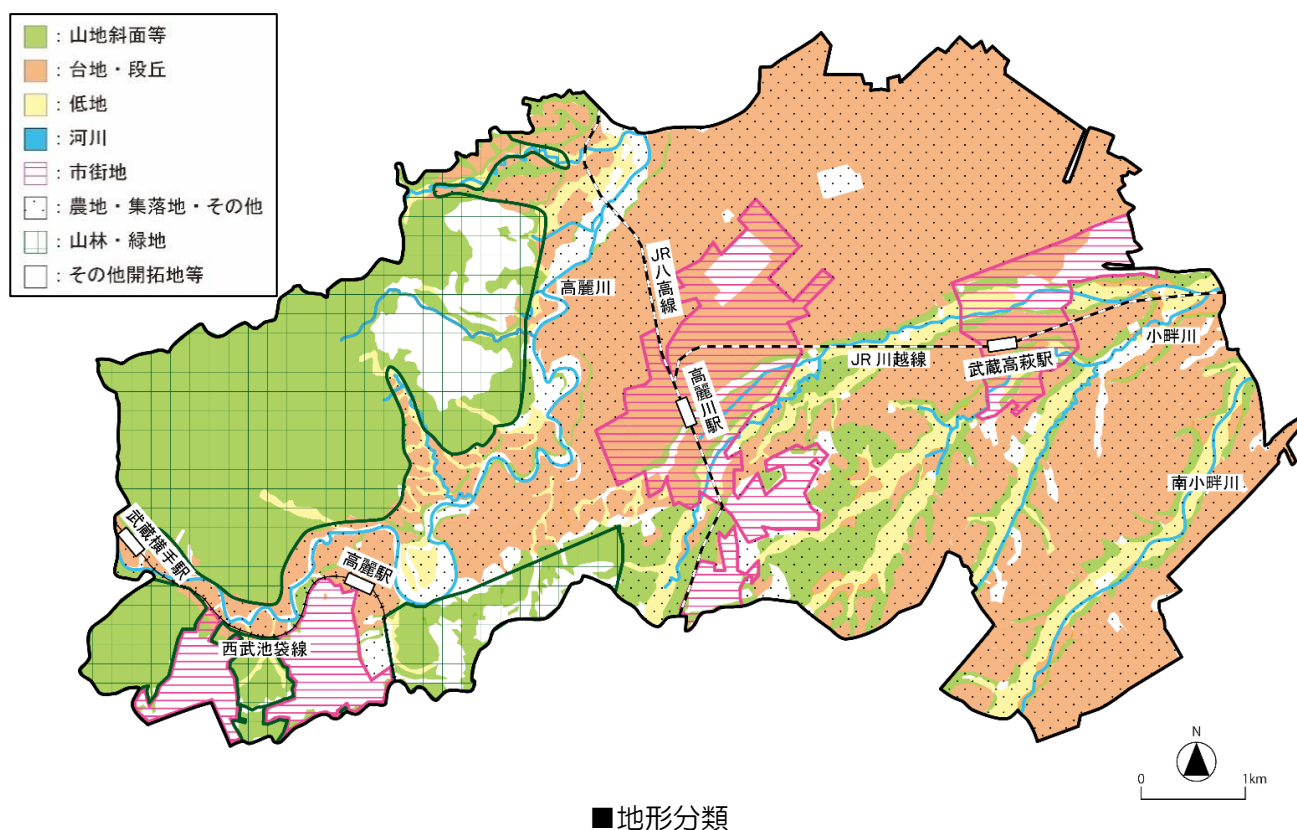 ：山地斜面等
：台地・段丘
：低地
：河川
：市街地
：農地・集落地・その他
：山林・緑地
：その他開拓地等
高麗川
JR八高線
JR川越線
武蔵高萩駅
小畔川
高麗川駅
南小畔川
武蔵横手駅
高麗駅
西武池袋線
N
0 1km
■地形分類